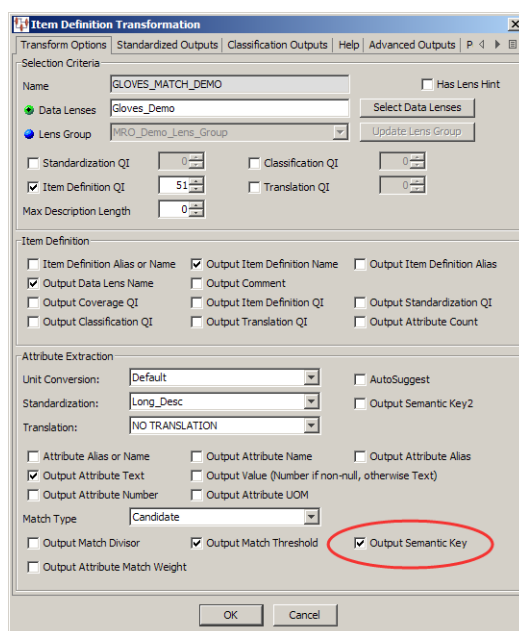 Item Definition Transformation
Transform Options Standardized Outputs Classification Outputs Help Advanced Outputs P
Selection Criteria
Name GLOVES_MATCH_DEMO Has Lens Hint
Data Lenses Gloves_Demo Select Data Lenses
Lens Group MRO_Demo_Lens_Group Update Lens Group
Standardization QI 0 Classification QI 0
Item Definition QI 51 Translation QI 0
Max Description Length 0
Item Definition
Item Definition Alias or Name Output Item Definition Name Output Item Definition Alias
Output Data Lens Name Output Comment
Output Coverage QI Output Item Definition QI Output Standardization QI
Output Classification QI Output Translation QI Output Attribute Count
Attribute Extraction
Unit Conversion: Default AutoSuggest
Standardization: Long_Desc Output Semantic Key2
Translation: NO TRANSLATION
Attribute Alias or Name Output Attribute Name Output Attribute Alias
Output Attribute Text Output Value (Number if non-null, otherwise Text)
Output Attribute Number Output Attribute UOM
Match Type Candidate
Output Match Divisor Output Match Threshold Output Semantic Key
Output Attribute Match Weight
OK Cancel